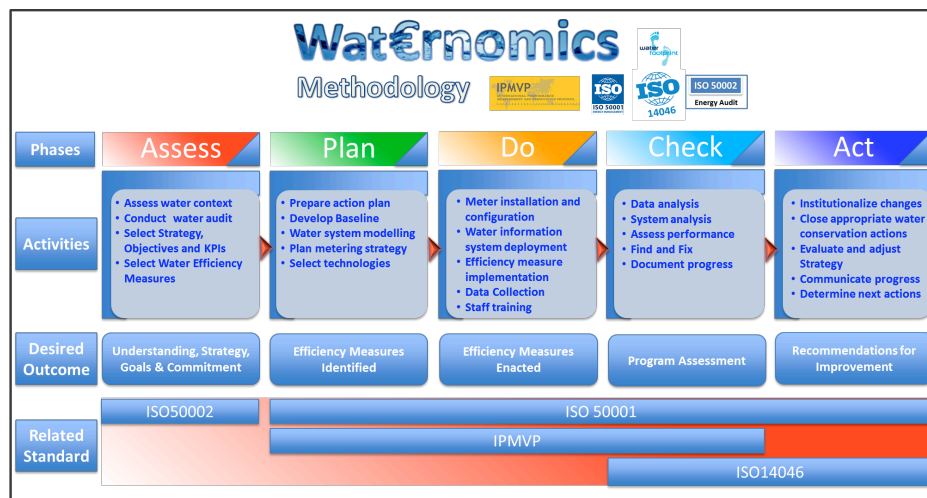 Wat€rnomics
Methodology
water
footprint
IPMVP
ISO
ISO 50001
ISO
14046
ISO 50002
Energy Audit
Phases
Assess
Plan
Do
Check
Act
Activities
• Assess water context
• Conduct water audit
• Select Strategy,
Objectives and KPIs
• Select Water Efficiency
Measures
• Prepare action plan
• Develop Baseline
• Water system modelling
• Plan metering strategy
• Select technologies
• Meter installation and
configuration
• Water information
system deployment
• Efficiency measure
implementation
• Data Collection
• Staff training
• Data analysis
• System analysis
• Assess performance
• Find and Fix
• Document progress
• Institutionalize changes
• Close appropriate water
conservation actions
• Evaluate and adjust
Strategy
• Communicate progress
• Determine next actions
Desired
Outcome
Understanding, Strategy,
Goals & Commitment
Efficiency Measures
Identified
Efficiency Measures
Enacted
Program Assessment
Recommendations for
Improvement
Related
Standard
ISO50002
ISO 50001
IPMVP
ISO14046